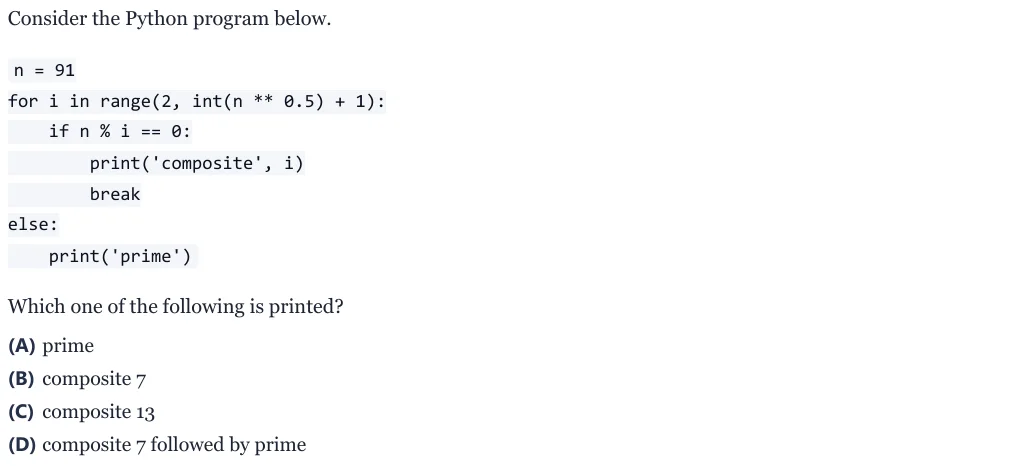 Consider the Python program below.
n = 91
for i in range(2, int(n ** 0.5) + 1):
    if n % i == 0:
        print('composite', i)
        break
else:
    print('prime')
Which one of the following is printed?
(A) prime
(B) composite 7
(C) composite 13
(D) composite 7 followed by prime